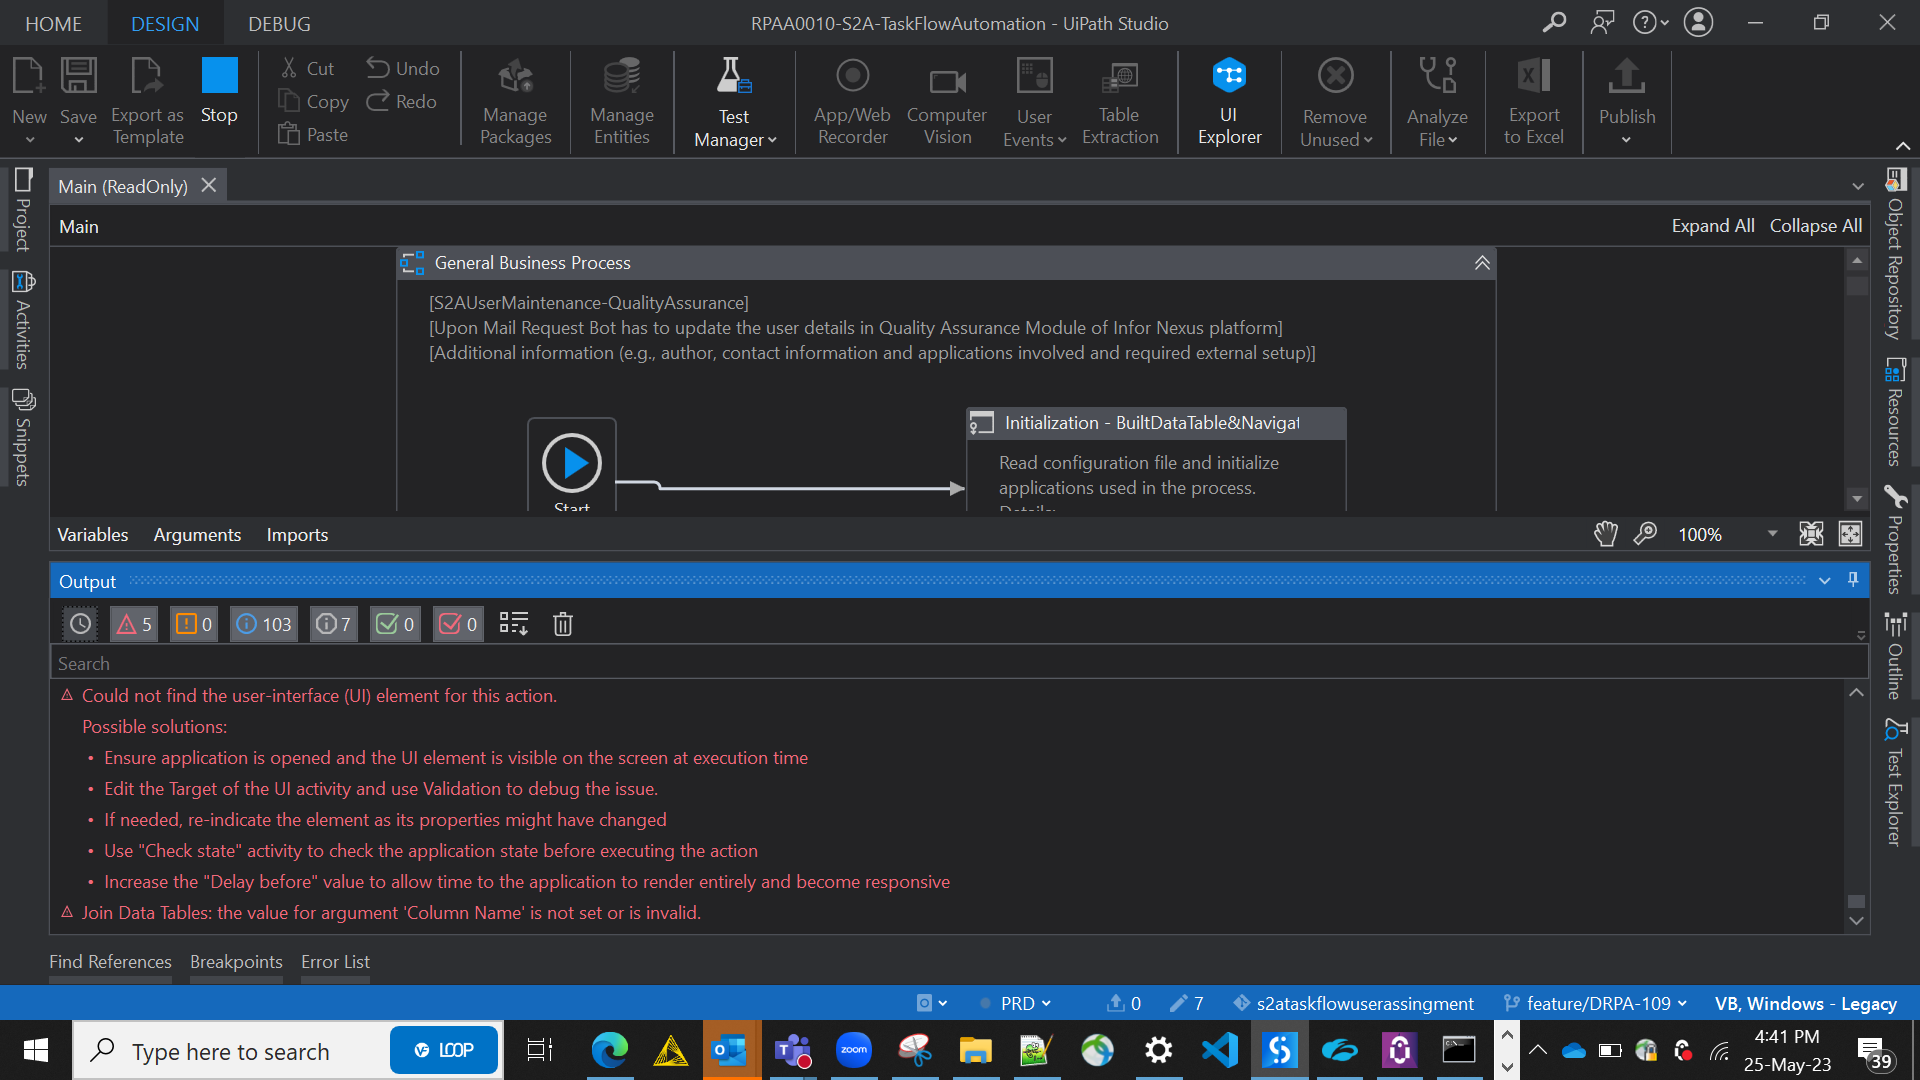 HOME DESIGN DEBUG RPAA0010-S2A-TaskFlowAutomation - UiPath Studio
New
Save
Export as Template
Stop
Cut
Copy
Paste
Undo
Redo
Manage Packages
Manage Entities
Test Manager
App/Web Recorder
Computer Vision
User Events
Table Extraction
UI Explorer
Remove Unused
Analyze File
Export to Excel
Publish
Project
Activities
Snippets
Main (ReadOnly)
Main Expand All Collapse All
General Business Process
[S2AUserMaintenance-QualityAssurance]
[Upon Mail Request Bot has to update the user details in Quality Assurance Module of Infor Nexus platform]
[Additional information (e.g., author, contact information and applications involved and required external setup)]
Start
Initialization - BuiltDataTable&Navigat
Read configuration file and initialize
applications used in the process.
Details:
Variables Arguments Imports 100%
Object Repository
Resources
Properties
Outline
Test Explorer
Output
5 0 103 7 0 0
Search
Could not find the user-interface (UI) element for this action.
Possible solutions:
• Ensure application is opened and the UI element is visible on the screen at execution time
• Edit the Target of the UI activity and use Validation to debug the issue.
• If needed, re-indicate the element as its properties might have changed
• Use "Check state" activity to check the application state before executing the action
• Increase the "Delay before" value to allow time to the application to render entirely and become responsive
Join Data Tables: the value for argument 'Column Name' is not set or is invalid.
Find References Breakpoints Error List
PRD 0 7 s2ataskflowuserassingment feature/DRPA-109 VB, Windows - Legacy
Type here to search LOOP zoom 4:41 PM
25-May-23 39